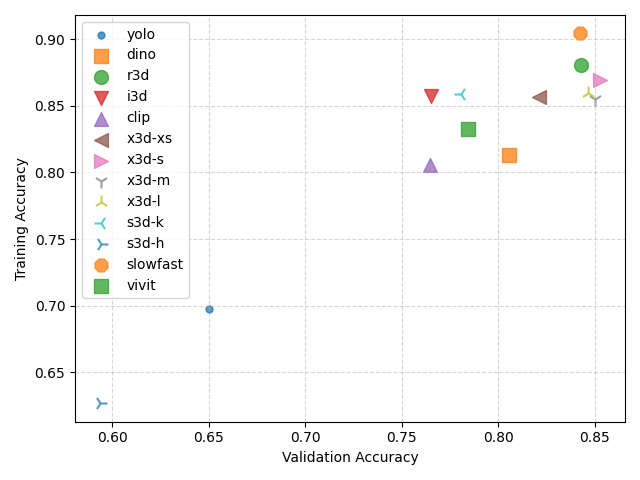 yolo
dino
r3d
i3d
clip
x3d-xs
x3d-s
x3d-m
x3d-l
s3d-k
s3d-h
slowfast
vivit
0.90
0.85
0.80
0.75
0.70
0.65
Training Accuracy
0.60 0.65 0.70 0.75 0.80 0.85
Validation Accuracy